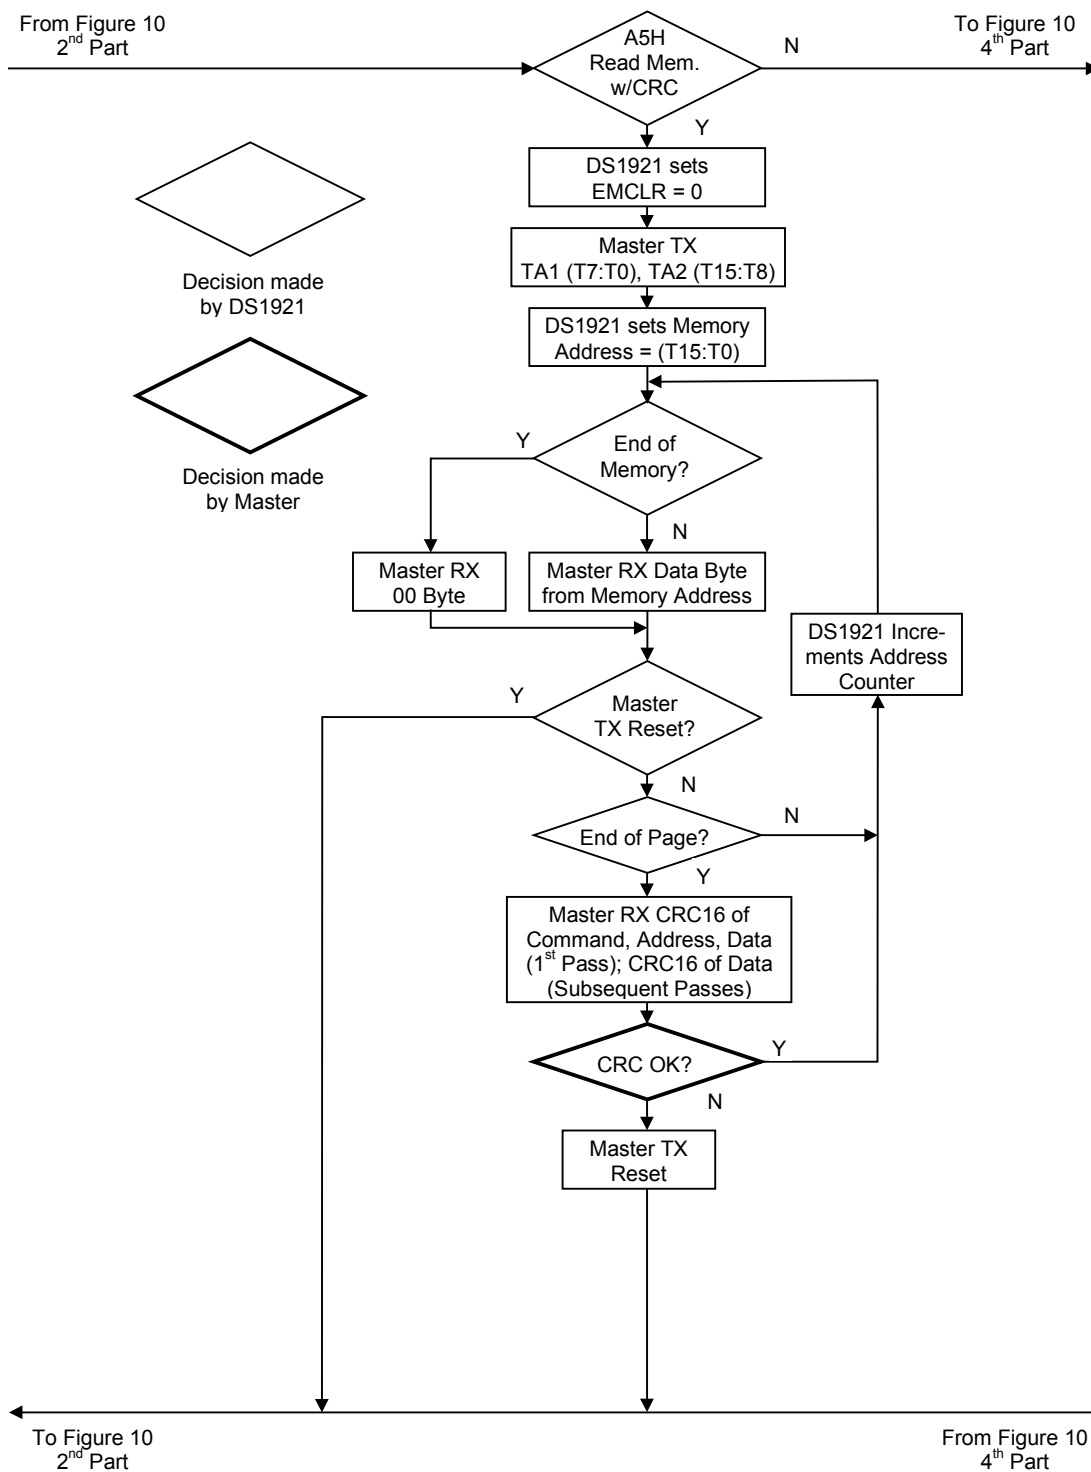 From Figure 10
2nd Part
To Figure 10
4th Part
A5H
Read Mem.
w/CRC
N
Y
DS1921 sets
EMCLR = 0
Master TX
TA1 (T7:T0), TA2 (T15:T8)
Decision made
by DS1921
DS1921 sets Memory
Address = (T15:T0)
Y
End of
Memory?
N
Decision made
by Master
Master RX
00 Byte
Master RX Data Byte
from Memory Address
DS1921 Incre-
ments Address
Counter
Y
Master
TX Reset?
N
End of Page?
N
Y
Master RX CRC16 of
Command, Address, Data
(1st Pass); CRC16 of Data
(Subsequent Passes)
CRC OK?
Y
N
Master TX
Reset
To Figure 10
2nd Part
From Figure 10
4th Part